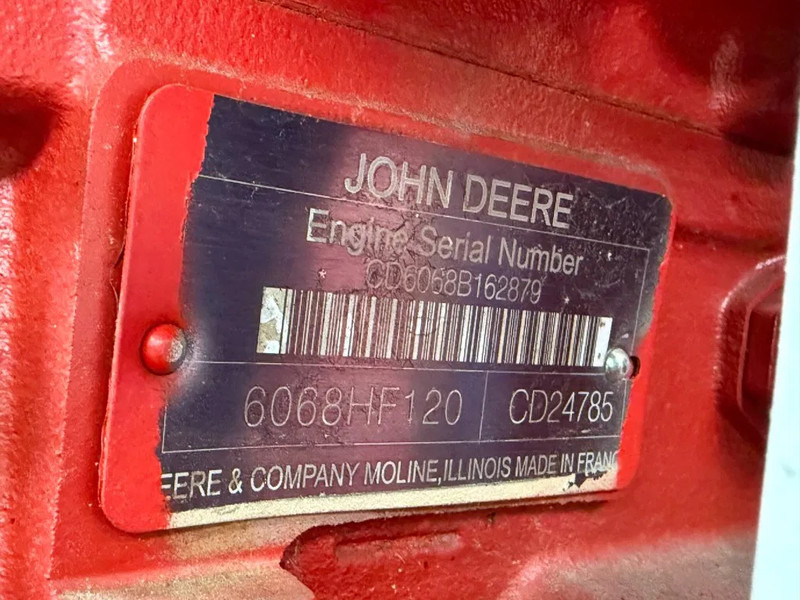 JOHN DEERE
Engine Serial Number
CD6068B162879
6068HF120 CD24785
EERE & COMPANY MOLINE, ILLINOIS MADE IN FRANC